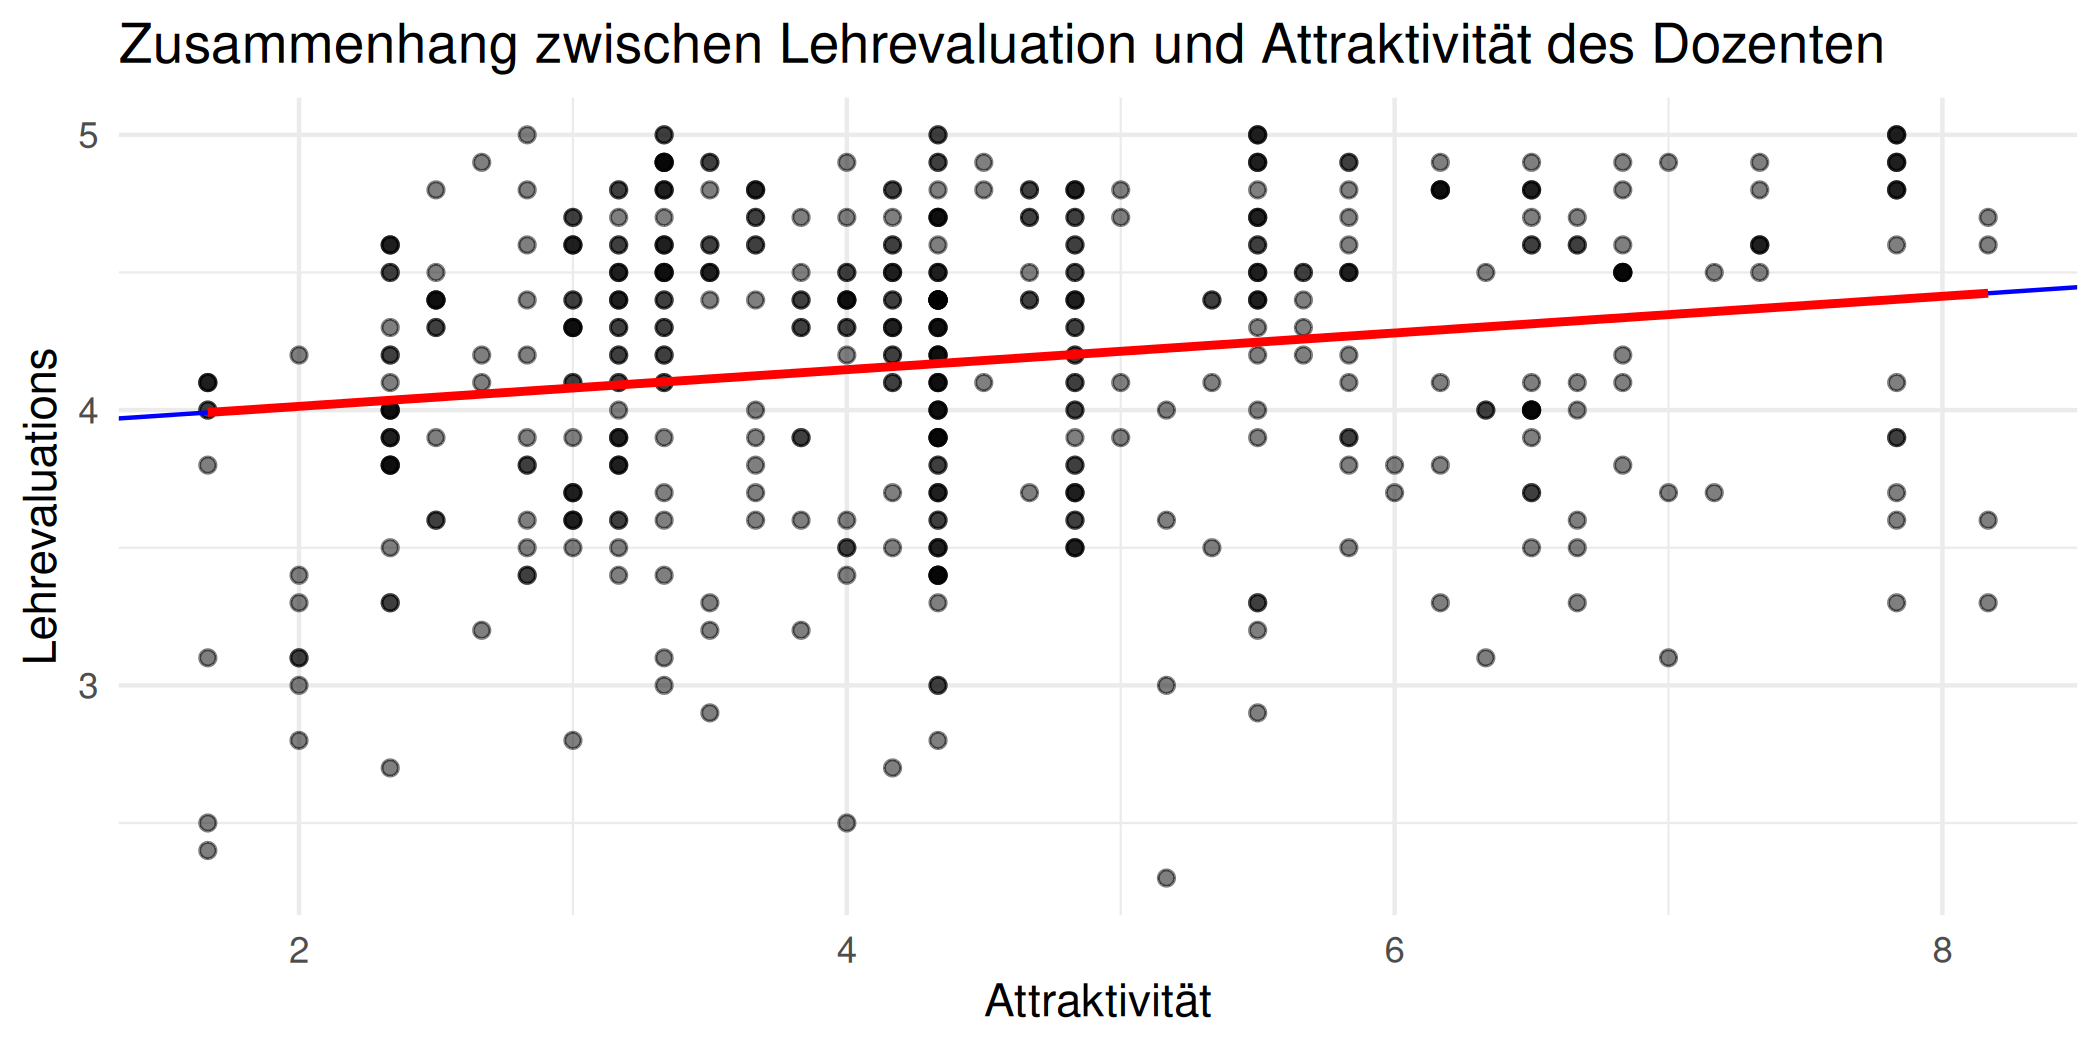 Zusammenhang zwischen Lehrevaluation und Attraktivität des Dozenten
Lehrevaluations
5
4
3
2
4
6
8
Attraktivität